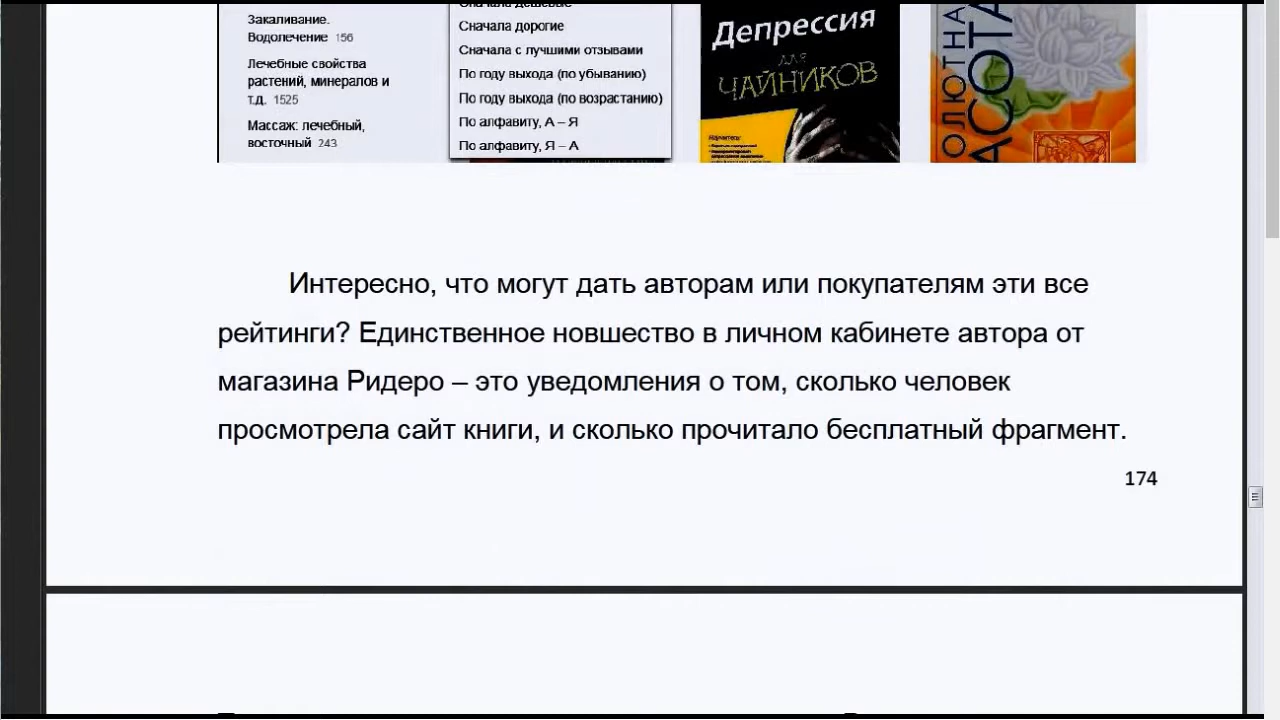 Закаливание.
Водолечение 156
Лечебные свойства
растений, минералов и
т.д. 1525
Массаж: лечебный,
восточный 243
Сначала дешевые
Сначала дорогие
Сначала с лучшими отзывами
По году выхода (по убыванию)
По году выхода (по возрастанию)
По алфавиту, А – Я
По алфавиту, Я – А
Депрессия
ДЛЯ
ЧАЙНИКОВ
Интересно, что могут дать авторам или покупателям эти все
рейтинги? Единственное новшество в личном кабинете автора от
магазина Ридеро – это уведомления о том, сколько человек
просмотрела сайт книги, и сколько прочитало бесплатный фрагмент.
174